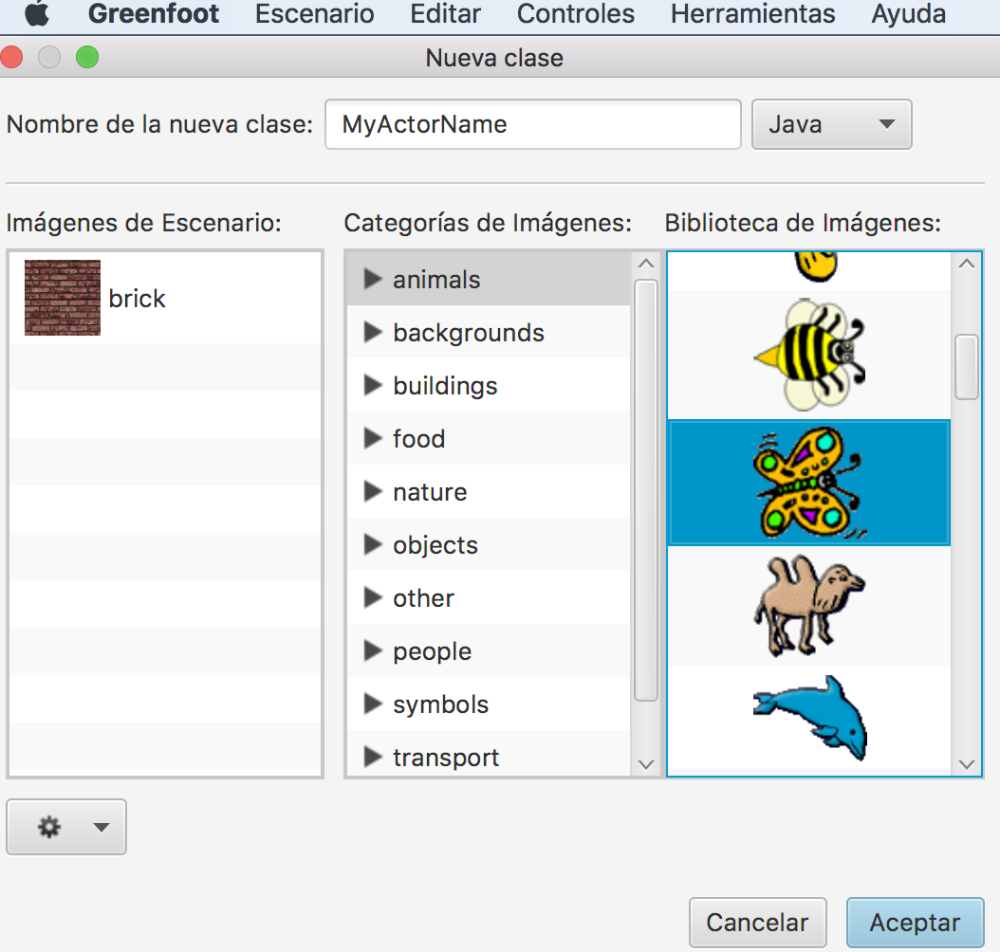 Greenfoot Escenario Editar Controles Herramientas Ayuda
Nueva clase
Nombre de la nueva clase: MyActorName Java
Imágenes de Escenario: Categorías de Imágenes: Biblioteca de Imágenes:
brick
animals
backgrounds
buildings
food
nature
objects
other
people
symbols
transport
Cancelar Aceptar